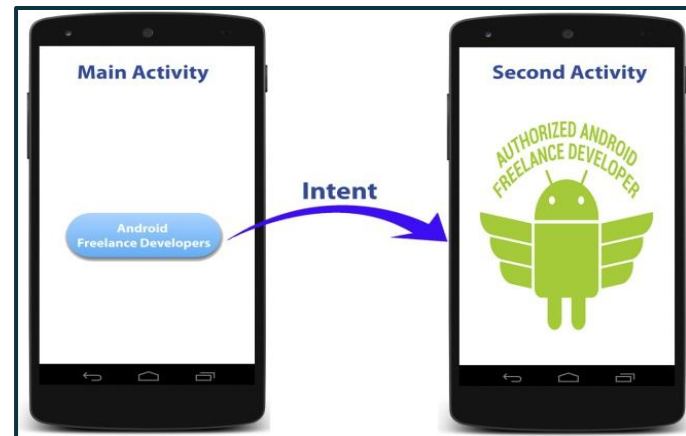 Main Activity
Android
Freelance Developers
Intent
Second Activity
AUTHORIZED ANDROID
FREELANCE DEVELOPER